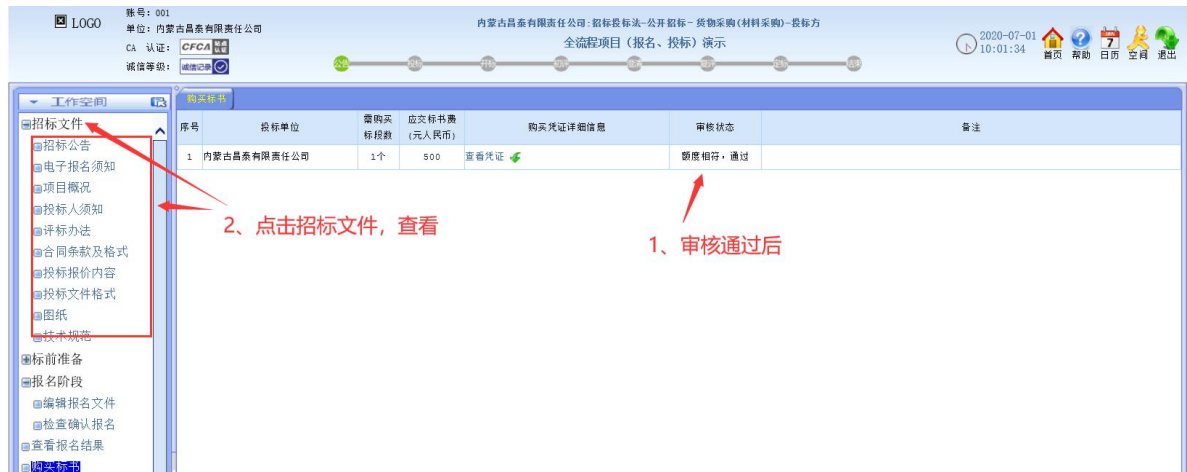 LOGO
账号: 001
单位: 内蒙古昌泰有限责任公司
CA 认证: CFCA
诚信等级: 诚信记录
内蒙古昌泰有限责任公司:招标投标法-公开招标-货物采购(材料采购)-投标方
全流程项目（报名、投标）演示
2020-07-01
10:01:34
首页 帮助 日历 空间 退出
公告
开标
工作空间
购买标书
招标文件
招标公告
电子报名须知
项目概况
投标人须知
评标办法
合同条款及格式
投标报价内容
投标文件格式
图纸
技术规范
标前准备
报名阶段
编辑报名文件
检查确认报名
查看报名结果
购买标书
序号 投标单位 需购买标段数 应交标书费(元人民币) 购买凭证详细信息 审核状态 备注
1 内蒙古昌泰有限责任公司 1个 500 查看凭证 额度相符，通过
2、点击招标文件，查看
1、审核通过后